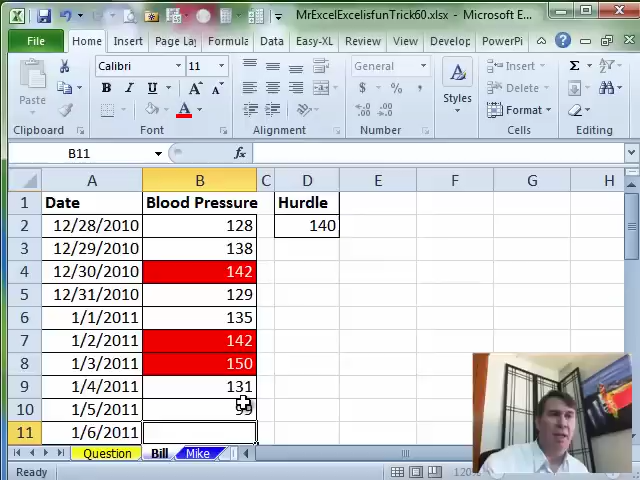 MrExcelExcelisfunTrick60.xlsx - Microsoft E...
File Home Insert Page Lay Formula Data Review View Easy-XL Develop PowerPi
Paste Calibri 11 % Styles Insert Delete Format
Clipboard Font Alignment Number Cells Editing
B11 fx
A B C D E F G H
1 Date Blood Pressure Hurdle
2 12/28/2010 128 140
3 12/29/2010 138
4 12/30/2010 142
5 12/31/2010 129
6 1/1/2011 135
7 1/2/2011 142
8 1/3/2011 150
9 1/4/2011 131
10 1/5/2011 99
11 1/6/2011
Question Bill Mike
Ready 120%